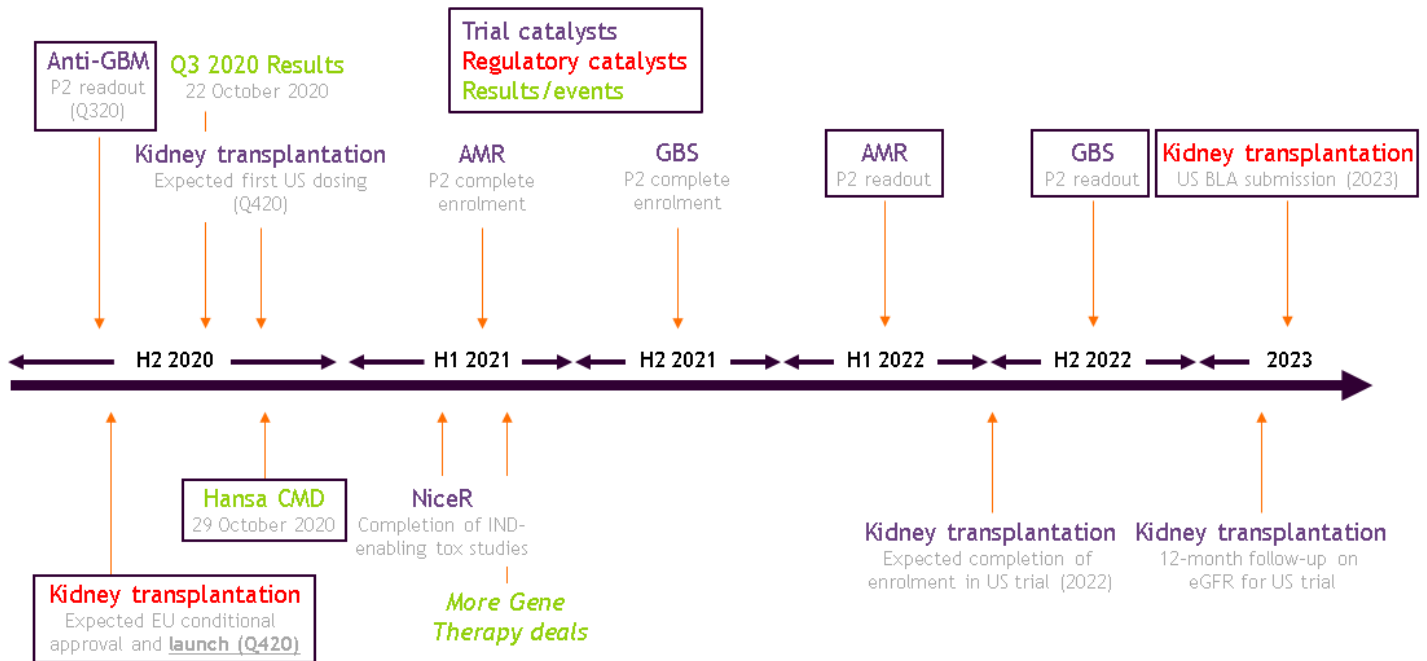 Trial catalysts
Regulatory catalysts
Results/events
Anti-GBM
P2 readout
(Q320)
Q3 2020 Results
22 October 2020
Kidney transplantation
Expected first US dosing
(Q420)
AMR
P2 complete
enrolment
GBS
P2 complete
enrolment
AMR
P2 readout
GBS
P2 readout
Kidney transplantation
US BLA submission (2023)
H2 2020
H1 2021
H2 2021
H1 2022
H2 2022
2023
Kidney transplantation
Expected EU conditional
approval and launch (Q420)
Hansa CMD
29 October 2020
NiceR
Completion of IND-
enabling tox studies
More Gene
Therapy deals
Kidney transplantation
Expected completion of
enrolment in US trial (2022)
Kidney transplantation
12-month follow-up on
eGFR for US trial